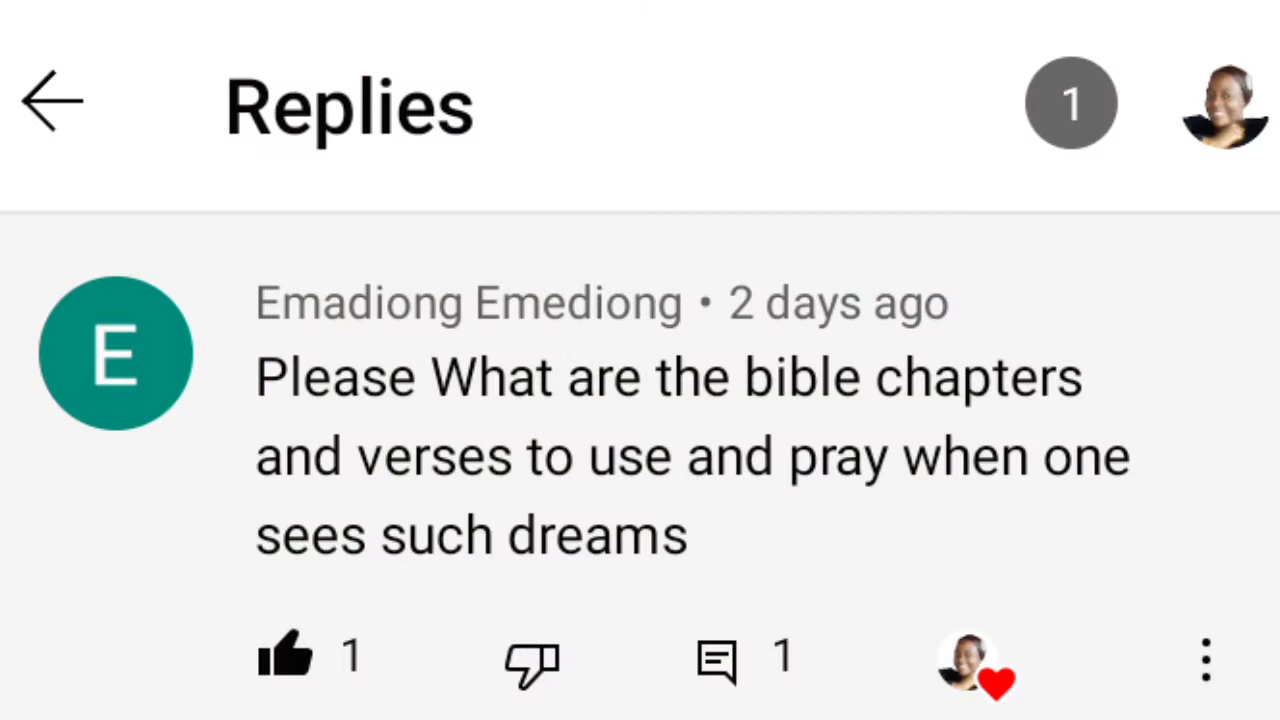 Replies
1
E
Emadiong Emediong • 2 days ago
Please What are the bible chapters
and verses to use and pray when one
sees such dreams
1 1